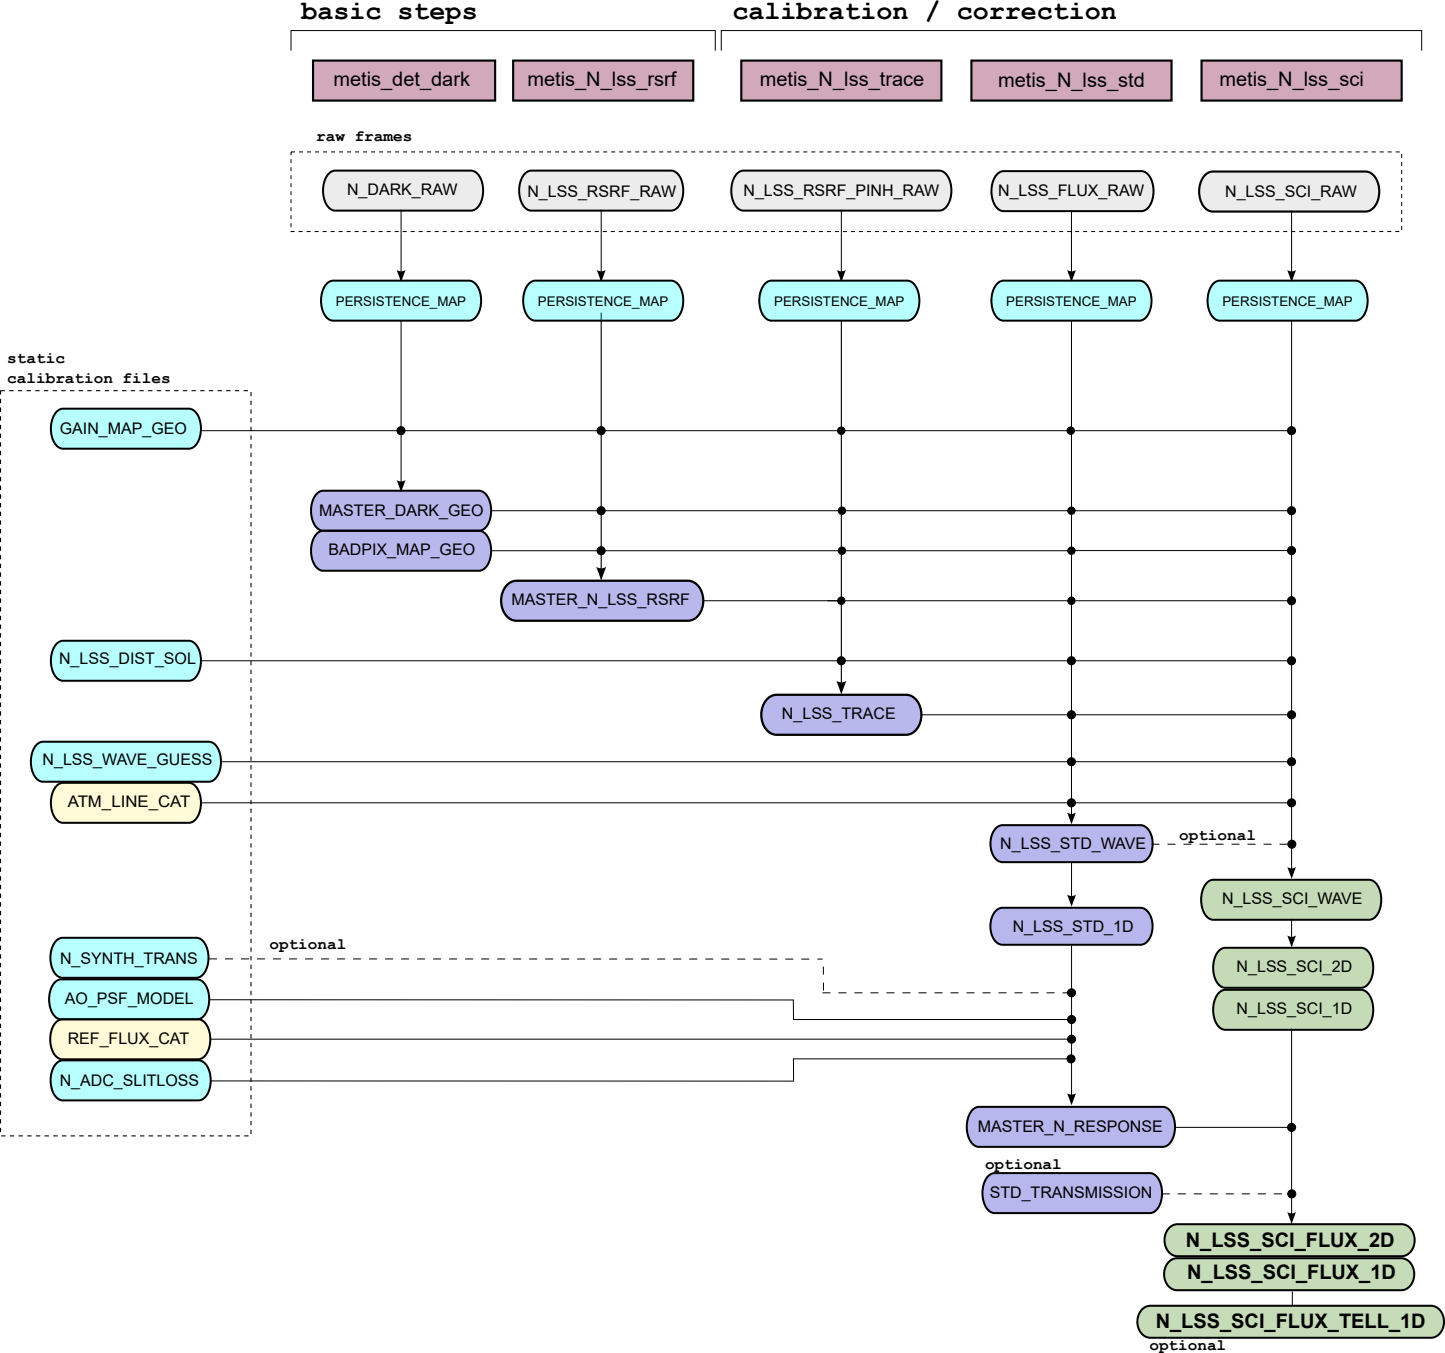 basic steps
calibration / correction
metis_det_dark
metis_N_lss_rsrf
metis_N_lss_trace
metis_N_lss_std
metis_N_lss_sci
raw frames
N_DARK_RAW
N_LSS_RSRF_RAW
N_LSS_RSRF_PINH_RAW
N_LSS_FLUX_RAW
N_LSS_SCI_RAW
PERSISTENCE_MAP
PERSISTENCE_MAP
PERSISTENCE_MAP
PERSISTENCE_MAP
PERSISTENCE_MAP
static
calibration files
GAIN_MAP_GEO
MASTER_DARK_GEO
BADPIX_MAP_GEO
MASTER_N_LSS_RSRF
N_LSS_DIST_SOL
N_LSS_TRACE
N_LSS_WAVE_GUESS
ATM_LINE_CAT
N_LSS_STD_WAVE
optional
N_LSS_SCI_WAVE
N_LSS_STD_1D
optional
N_SYNTH_TRANS
N_LSS_SCI_2D
AO_PSF_MODEL
N_LSS_SCI_1D
REF_FLUX_CAT
N_ADC_SLITLOSS
MASTER_N_RESPONSE
optional
STD_TRANSMISSION
N_LSS_SCI_FLUX_2D
N_LSS_SCI_FLUX_1D
N_LSS_SCI_FLUX_TELL_1D
optional